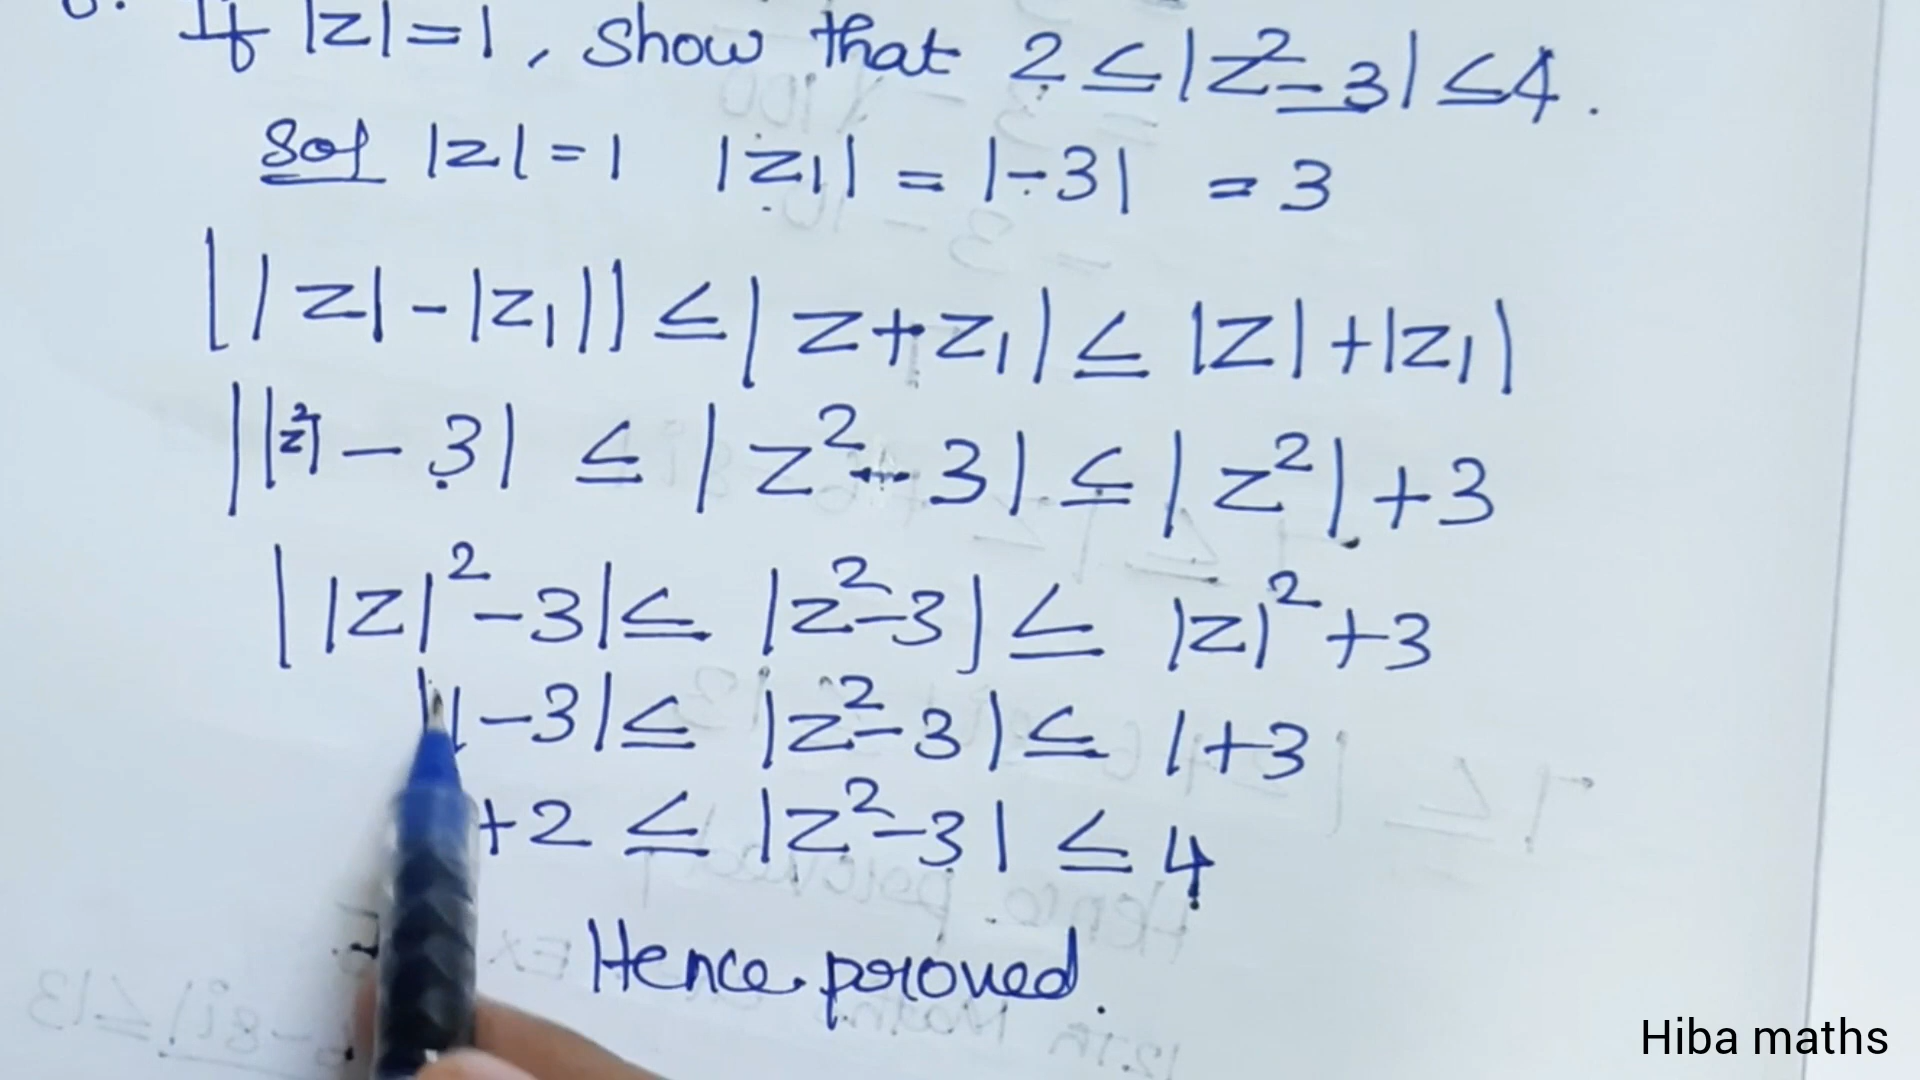 If |z|=1, show that 2≤|z²-3|≤4.
Sol |z|=1 |z₁| = |-3| = 3
||z|-|z₁||≤|z+z₁|≤|z|+|z₁|
||z²|-3|≤|z²-3|≤|z²|+3
||z|²-3|≤|z²-3|≤|z|²+3
|1-3|≤|z²-3|≤1+3
+2≤|z²-3|≤4
Hence proved.
Hiba maths